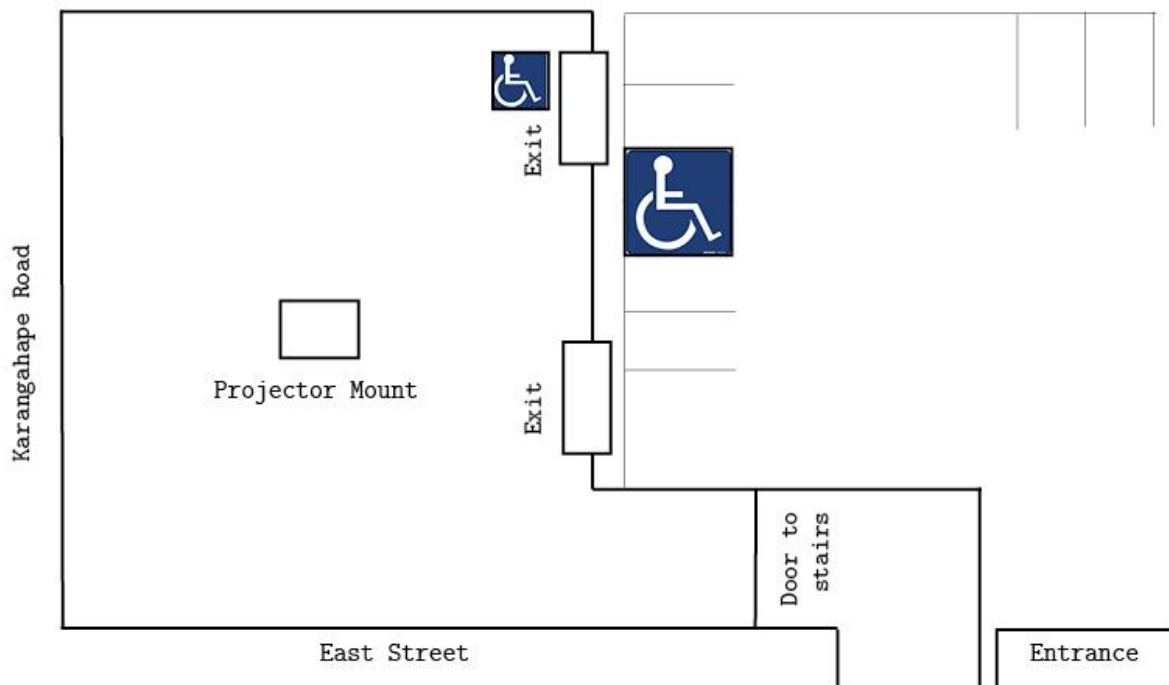 Exit
Karangahape Road
Projector Mount
Exit
Door to
stairs
East Street
Entrance